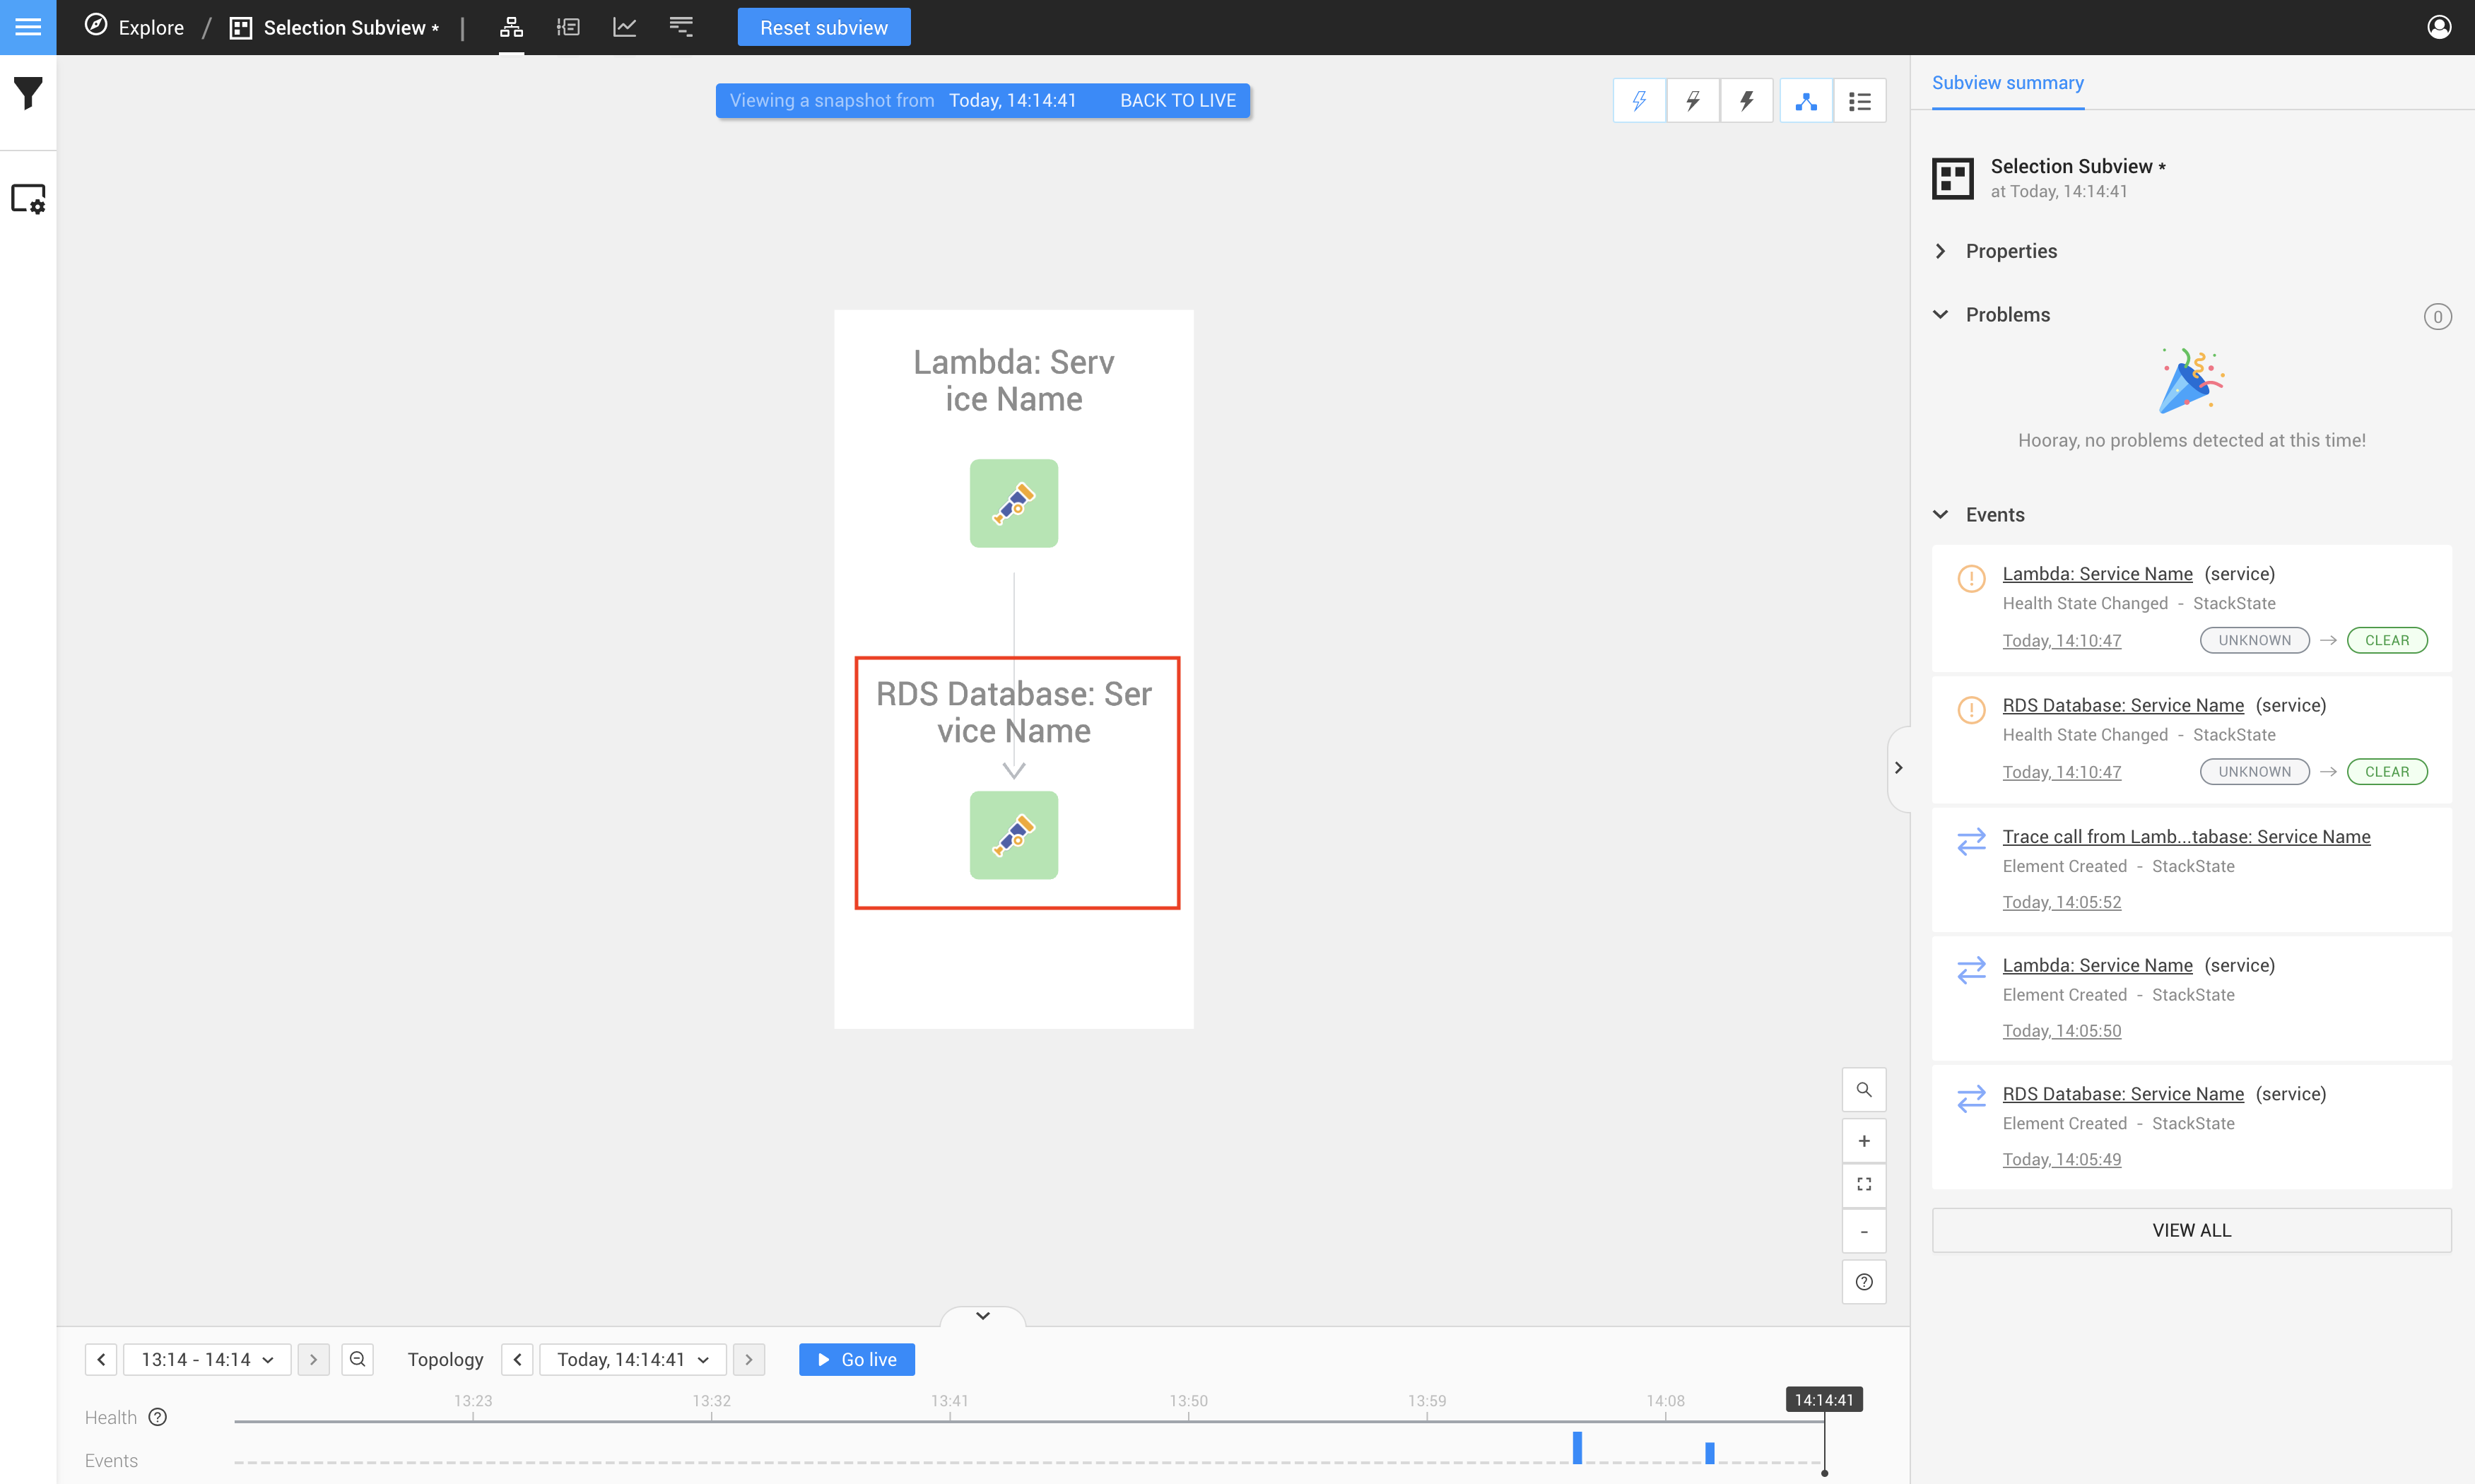 Explore / Selection Subview * | Reset subview
Viewing a snapshot from Today, 14:14:41 BACK TO LIVE
Lambda: Serv
ice Name
RDS Database: Ser
vice Name
+
-
?
Subview summary
Selection Subview *
at Today, 14:14:41
Properties
Problems 0
Hooray, no problems detected at this time!
Events
Lambda: Service Name (service)
Health State Changed - StackState
Today, 14:10:47 UNKNOWN → CLEAR
RDS Database: Service Name (service)
Health State Changed - StackState
Today, 14:10:47 UNKNOWN → CLEAR
Trace call from Lamb...tabase: Service Name
Element Created - StackState
Today, 14:05:52
Lambda: Service Name (service)
Element Created - StackState
Today, 14:05:50
RDS Database: Service Name (service)
Element Created - StackState
Today, 14:05:49
VIEW ALL
13:14 - 14:14 Topology Today, 14:14:41 Go live
13:23 13:32 13:41 13:50 13:59 14:08 14:14:41
Health ?
Events